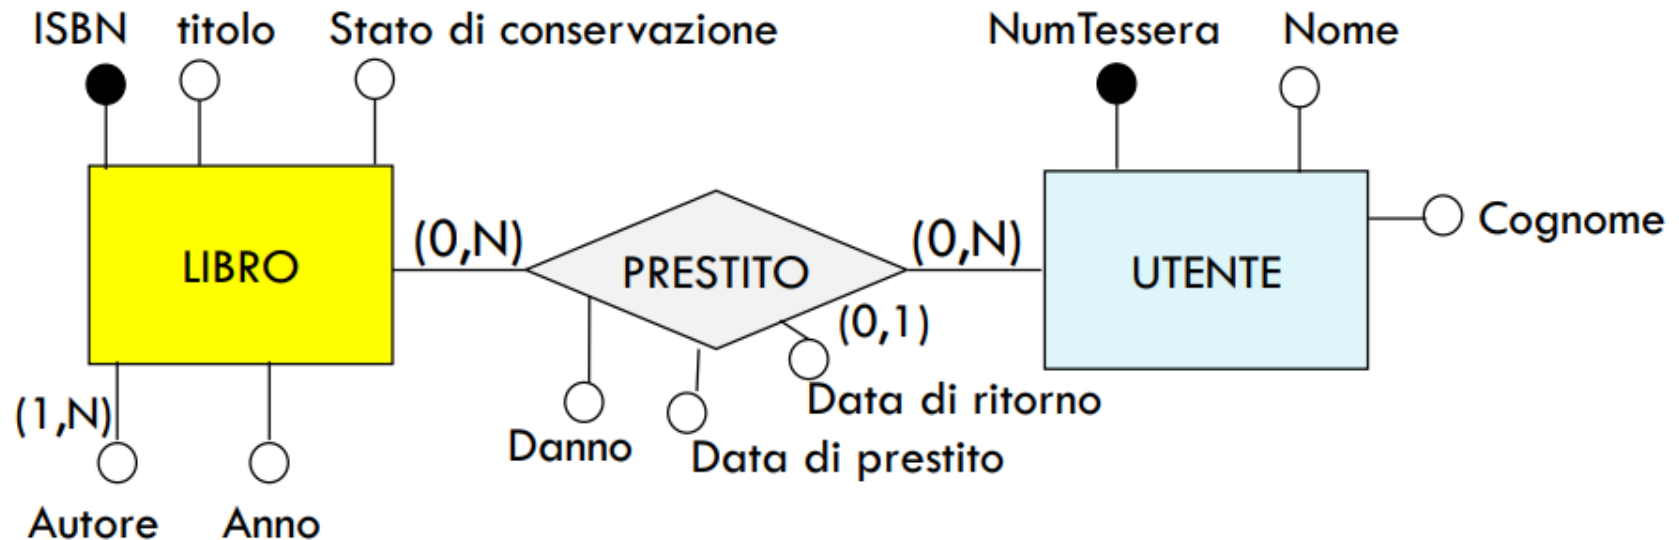 ISBN titolo Stato di conservazione NumTessera Nome
Cognome
LIBRO (0,N) PRESTITO (0,N) UTENTE
(0,1)
Data di ritorno
(1,N)
Danno
Data di prestito
Autore Anno